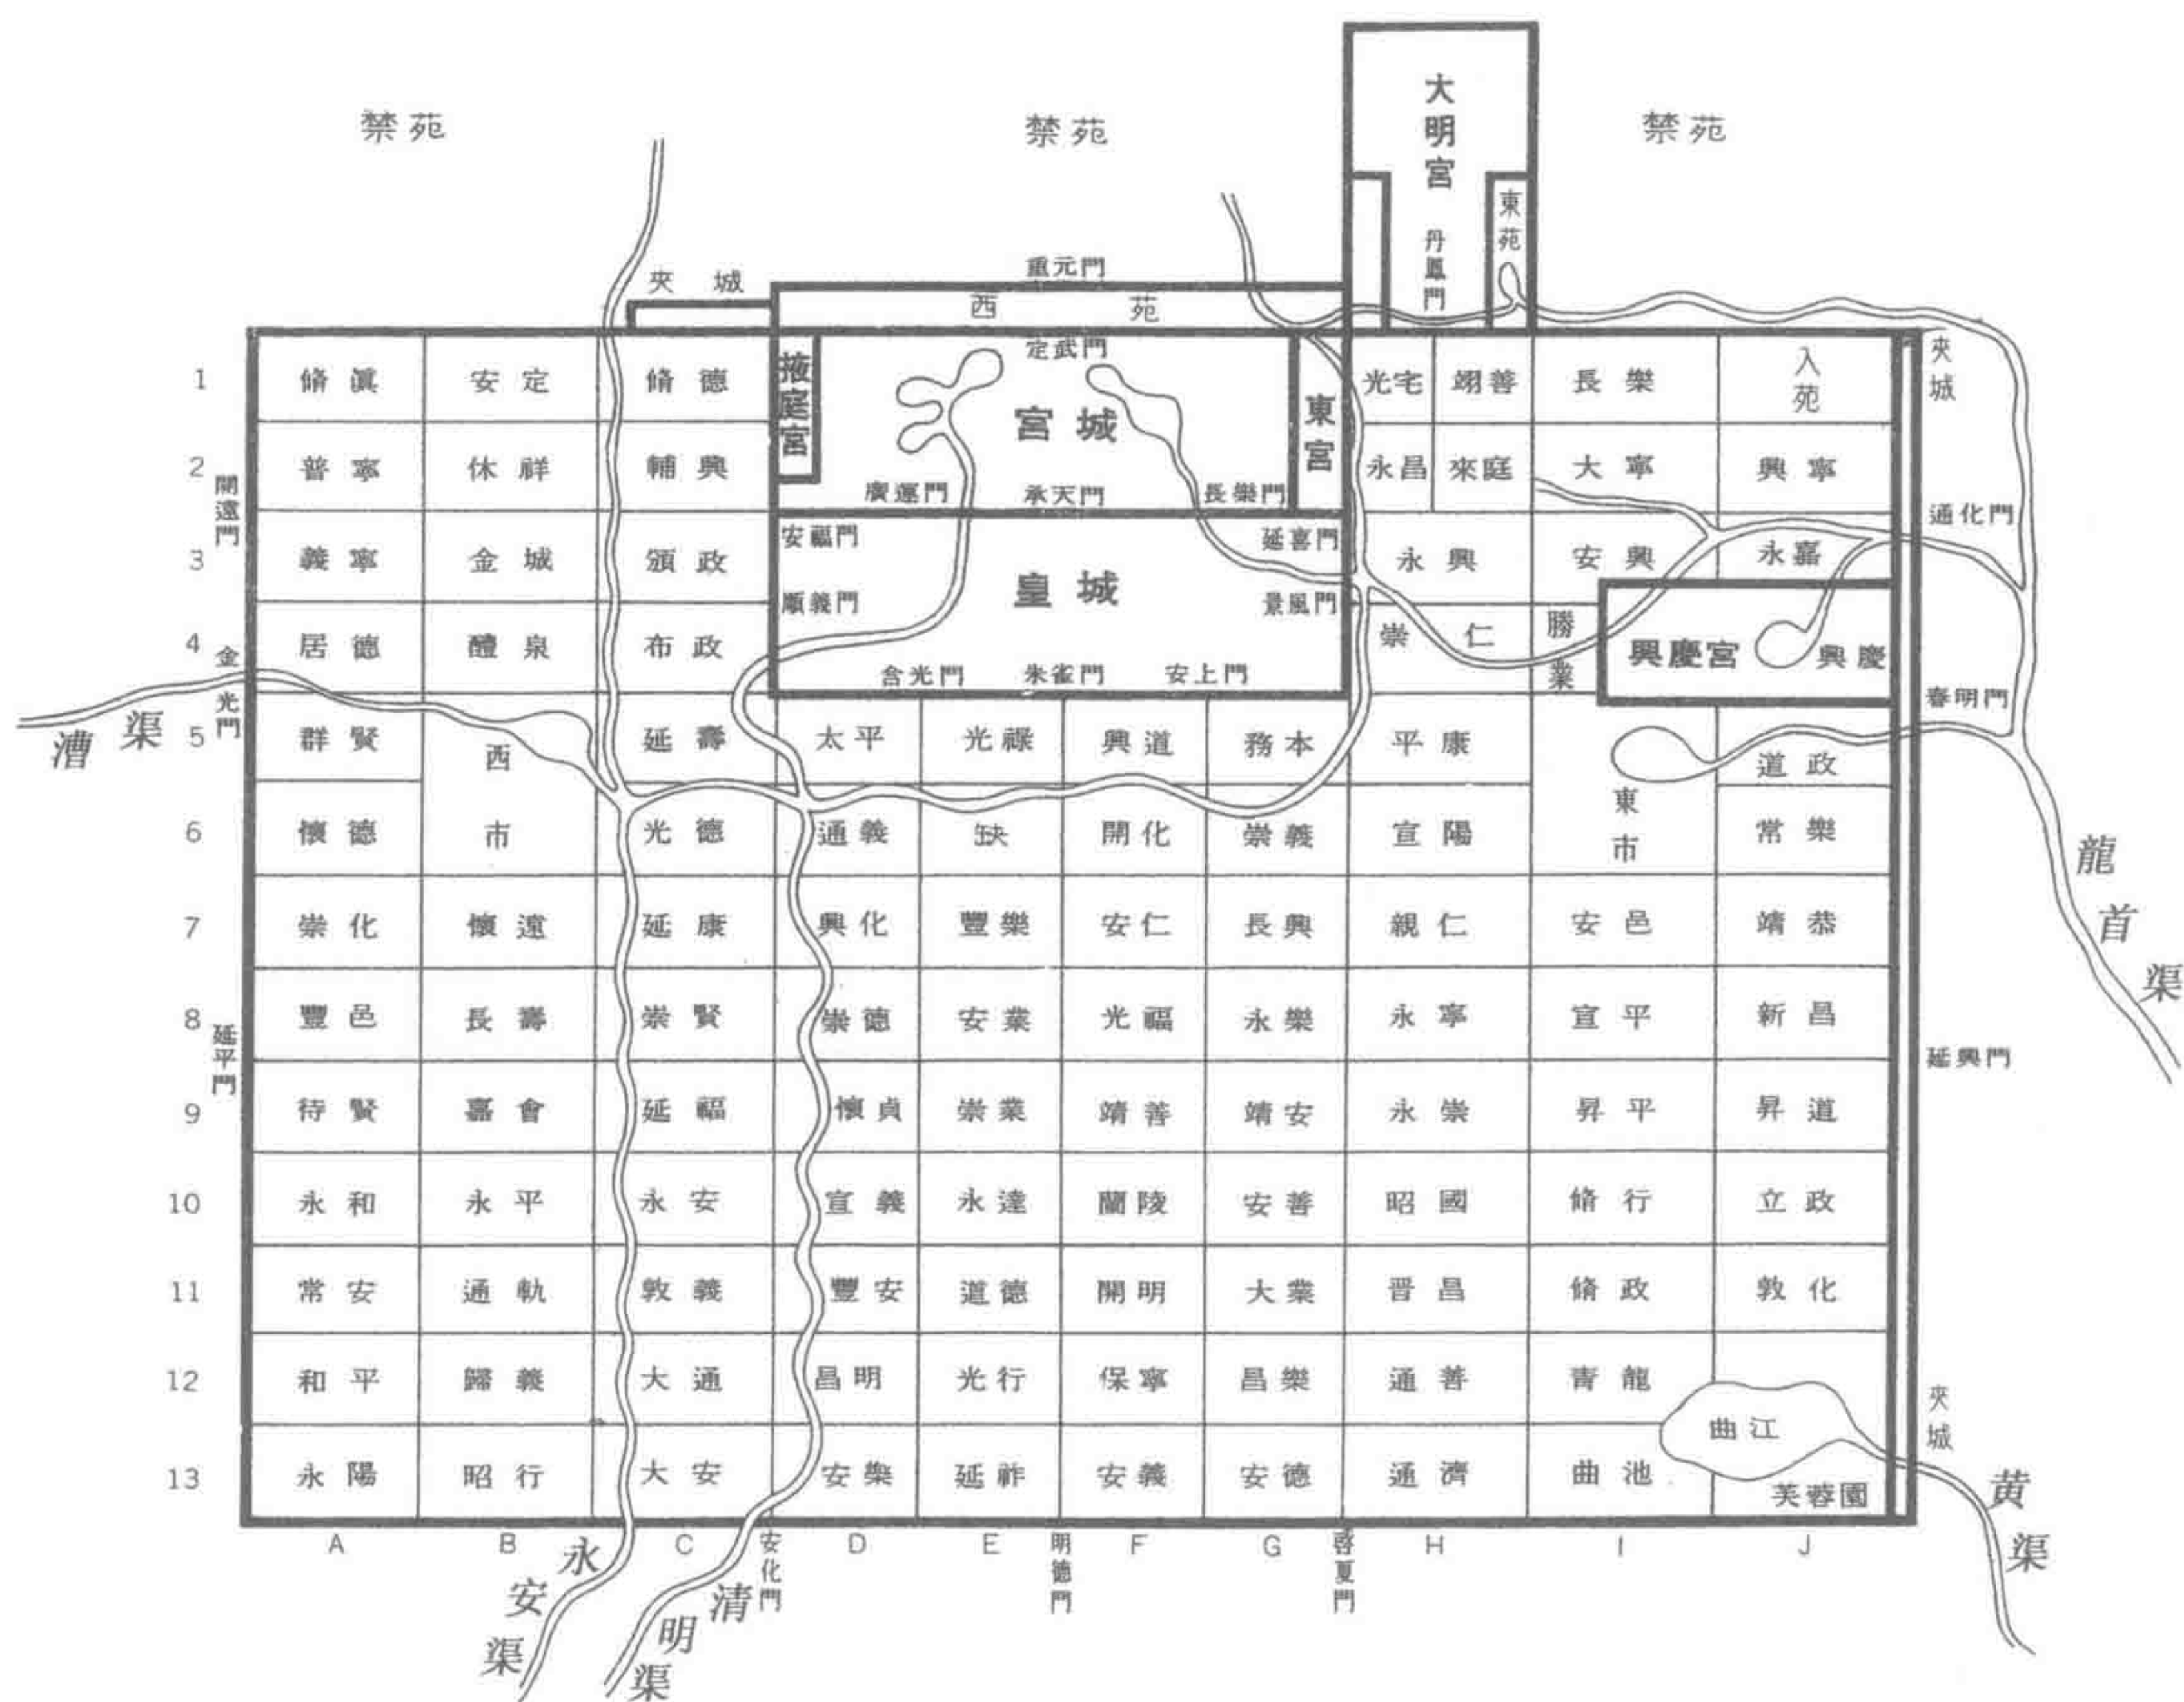 大明宮
禁苑
禁苑
禁苑
東苑
丹鳳門
重元門
夾城
西苑
1
脩眞
安定
脩德
掖庭宮
定武門
宮城
東宮
光宅
翊善
長樂
入苑
夾城
2
開遠門
普寧
休祥
輔興
廣運門
承天門
長樂門
永昌
來庭
大寧
興寧
通化門
3
義寧
金城
頒政
安福門
延喜門
皇城
永興
安興
永嘉
順義門
景風門
4
金光門
居德
醴泉
布政
含光門
朱雀門
安上門
崇仁
勝業
興慶宮
興慶
春明門
漕渠
5
群賢
西市
延壽
太平
光祿
興道
務本
平康
東市
道政
6
懷德
光德
通義
缺
開化
崇義
宣陽
常樂
龍首渠
7
崇化
懷遠
延康
興化
豐樂
安仁
長興
親仁
安邑
靖恭
8
延平門
豐邑
長壽
崇賢
崇德
安業
光福
永樂
永寧
宣平
新昌
延興門
9
待賢
嘉會
延福
懷貞
崇業
靖善
靖安
永崇
昇平
昇道
10
永和
永平
永安
宣義
永達
蘭陵
安善
昭國
脩行
立政
11
常安
通軌
敦義
豐安
道德
開明
大業
晋昌
脩政
敦化
12
和平
歸義
大通
昌明
光行
保寧
昌樂
通善
青龍
曲江
夾城
13
永陽
昭行
大安
安樂
延祚
安義
安德
通濟
曲池
芙蓉園
黄渠
A
B
C
安化門
D
E
明德門
F
G
啓夏門
H
I
J
永安渠
清明渠